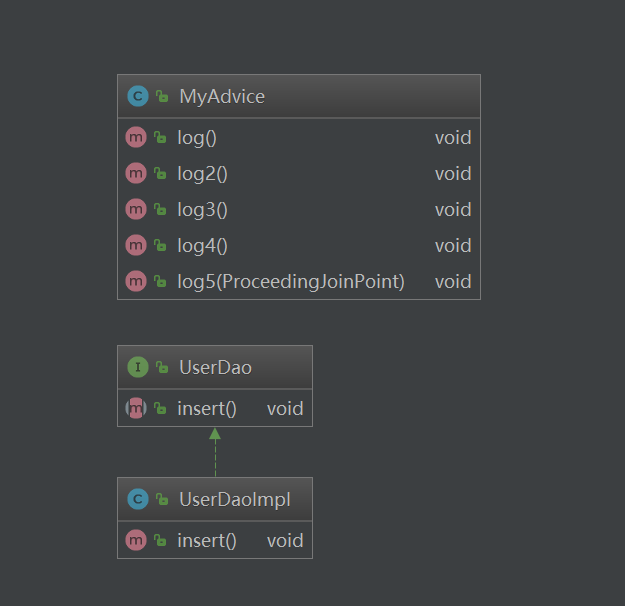 C MyAdvice
m log() void
m log2() void
m log3() void
m log4() void
m log5(ProceedingJoinPoint) void
I UserDao
m insert() void
C UserDaoImpl
m insert() void